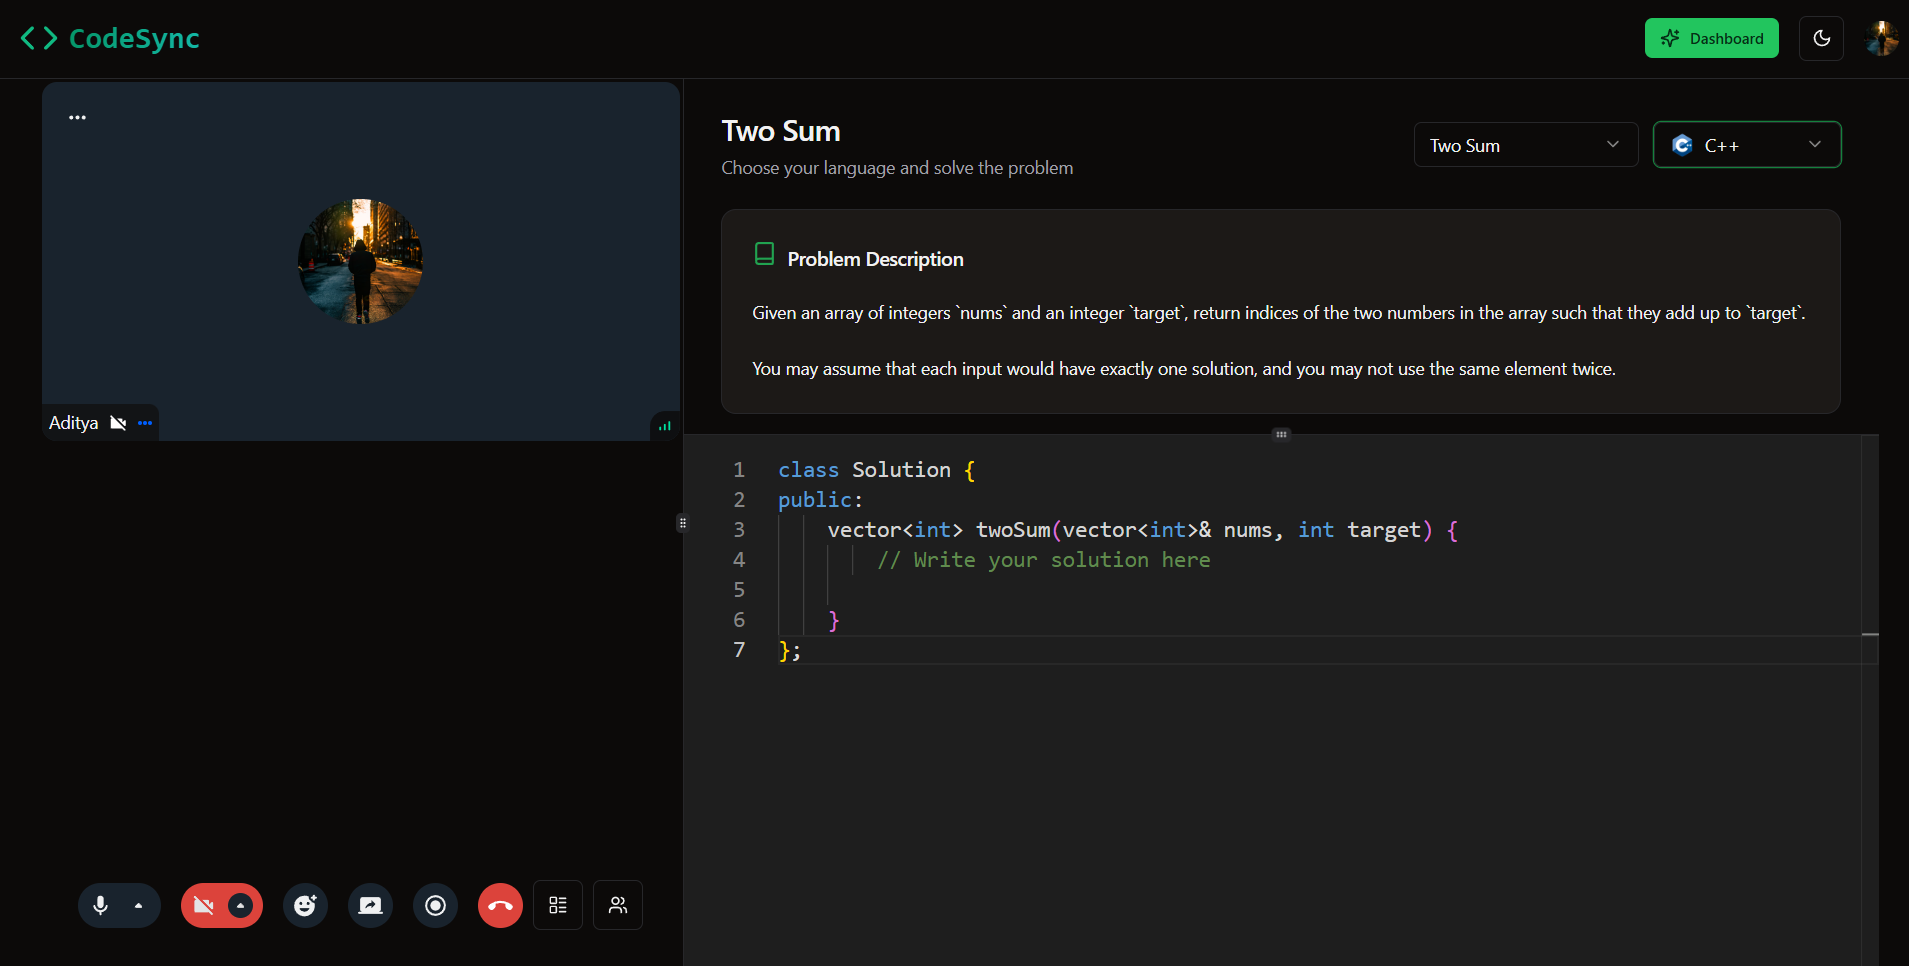 CodeSync
Dashboard
Aditya
Two Sum
Choose your language and solve the problem
Two Sum
C++
Problem Description
Given an array of integers `nums` and an integer `target`, return indices of the two numbers in the array such that they add up to `target`.
You may assume that each input would have exactly one solution, and you may not use the same element twice.
1 class Solution {
2 public:
3 vector<int> twoSum(vector<int>& nums, int target) {
4 // Write your solution here
5
6 }
7 };